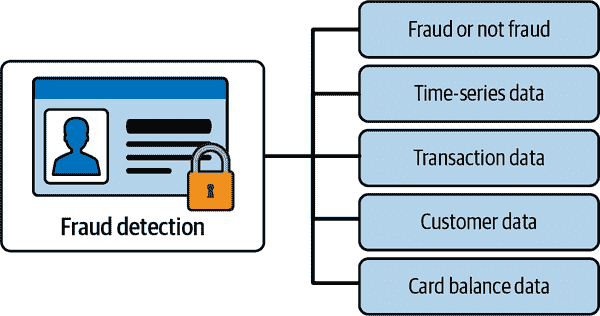 Fraud detection
Fraud or not fraud
Time-series data
Transaction data
Customer data
Card balance data